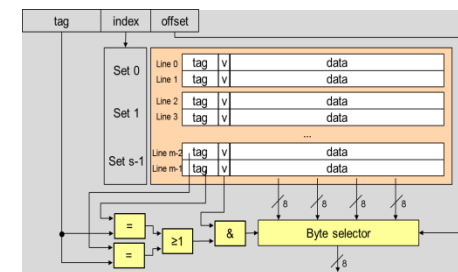 tag index offset
Set 0
Line 0 tag v data
Line 1 tag v data
Set 1
Line 2 tag v data
Line 3 tag v data
...
Set s-1
Line m-2 tag v data
Line m-1 tag v data
8 8 8 8
= ≥1 & Byte selector
=
8